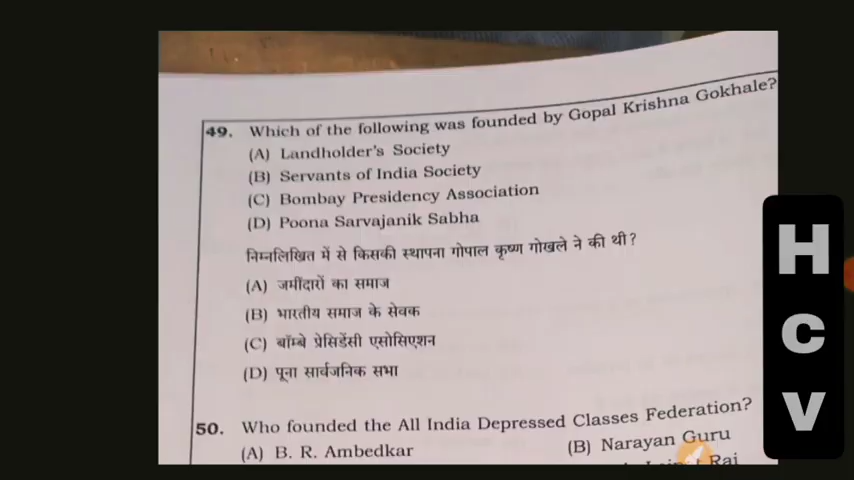 49. Which of the following was founded by Gopal Krishna Gokhale?
(A) Landholder's Society
(B) Servants of India Society
(C) Bombay Presidency Association
(D) Poona Sarvajanik Sabha
निम्नलिखित में से किसकी स्थापना गोपाल कृष्ण गोखले ने की थी?
(A) जमींदारों का समाज
(B) भारतीय समाज के सेवक
(C) बॉम्बे प्रेसिडेंसी एसोसिएशन
(D) पूना सार्वजनिक सभा
50. Who founded the All India Depressed Classes Federation?
(A) B. R. Ambedkar
(B) Narayan Guru
Rai
H
C
V